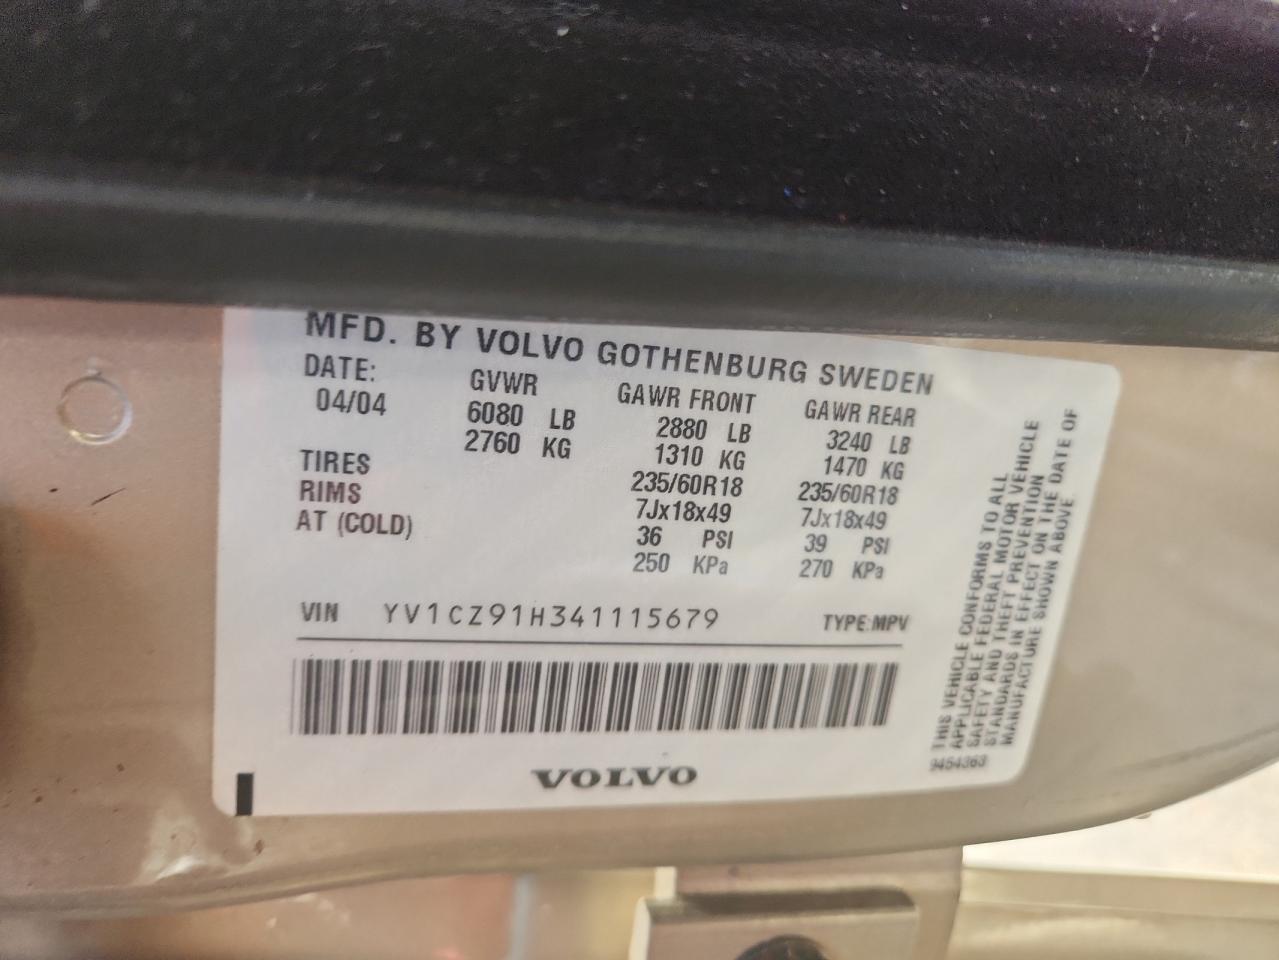 MFD. BY VOLVO GOTHENBURG SWEDEN
DATE: GVWR GAWR FRONT GAWR REAR
04/04 6080 LB 2880 LB 3240 LB
2760 KG 1310 KG 1470 KG
TIRES 235/60R18 235/60R18
RIMS 7Jx18x49 7Jx18x49
AT (COLD) 36 PSI 39 PSI
250 KPa 270 KPa
VIN YV1CZ91H341115679 TYPE:MPV
VOLVO
THIS VEHICLE CONFORMS TO ALL
APPLICABLE FEDERAL MOTOR VEHICLE
SAFETY AND THEFT PREVENTION
STANDARDS IN EFFECT ON THE DATE OF
MANUFACTURE SHOWN ABOVE.
9454363